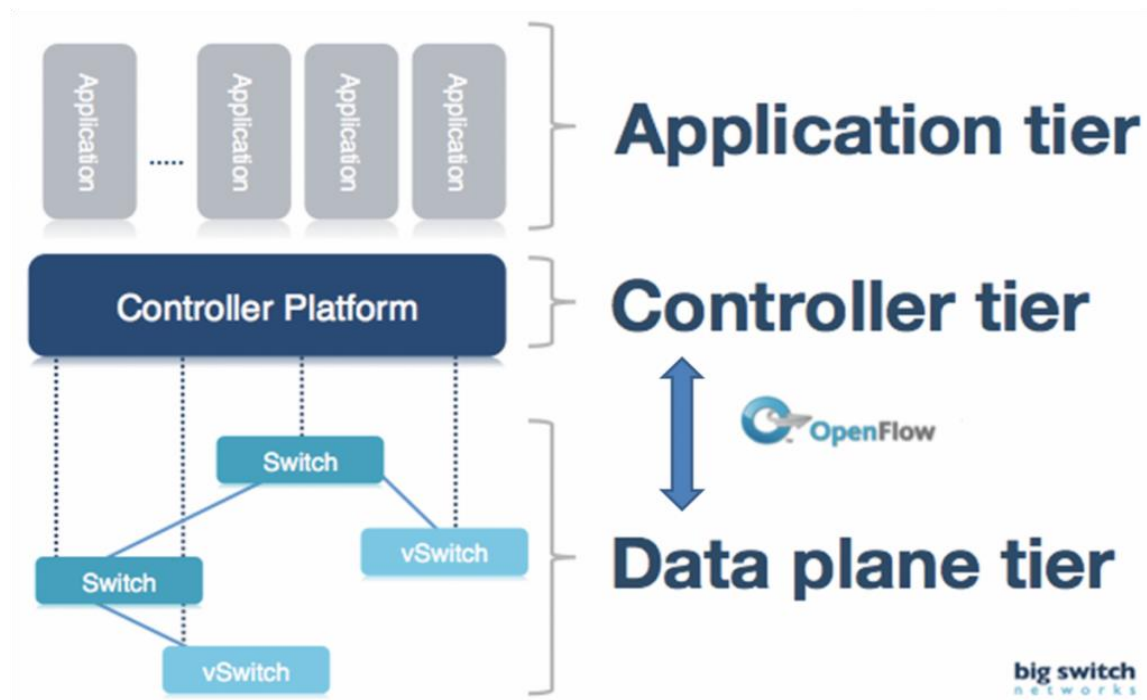 Application
.....
Application
Application
Application
Application tier
Controller Platform
Controller tier
OpenFlow
Switch
vSwitch
Switch
Data plane tier
vSwitch
big switch
networks